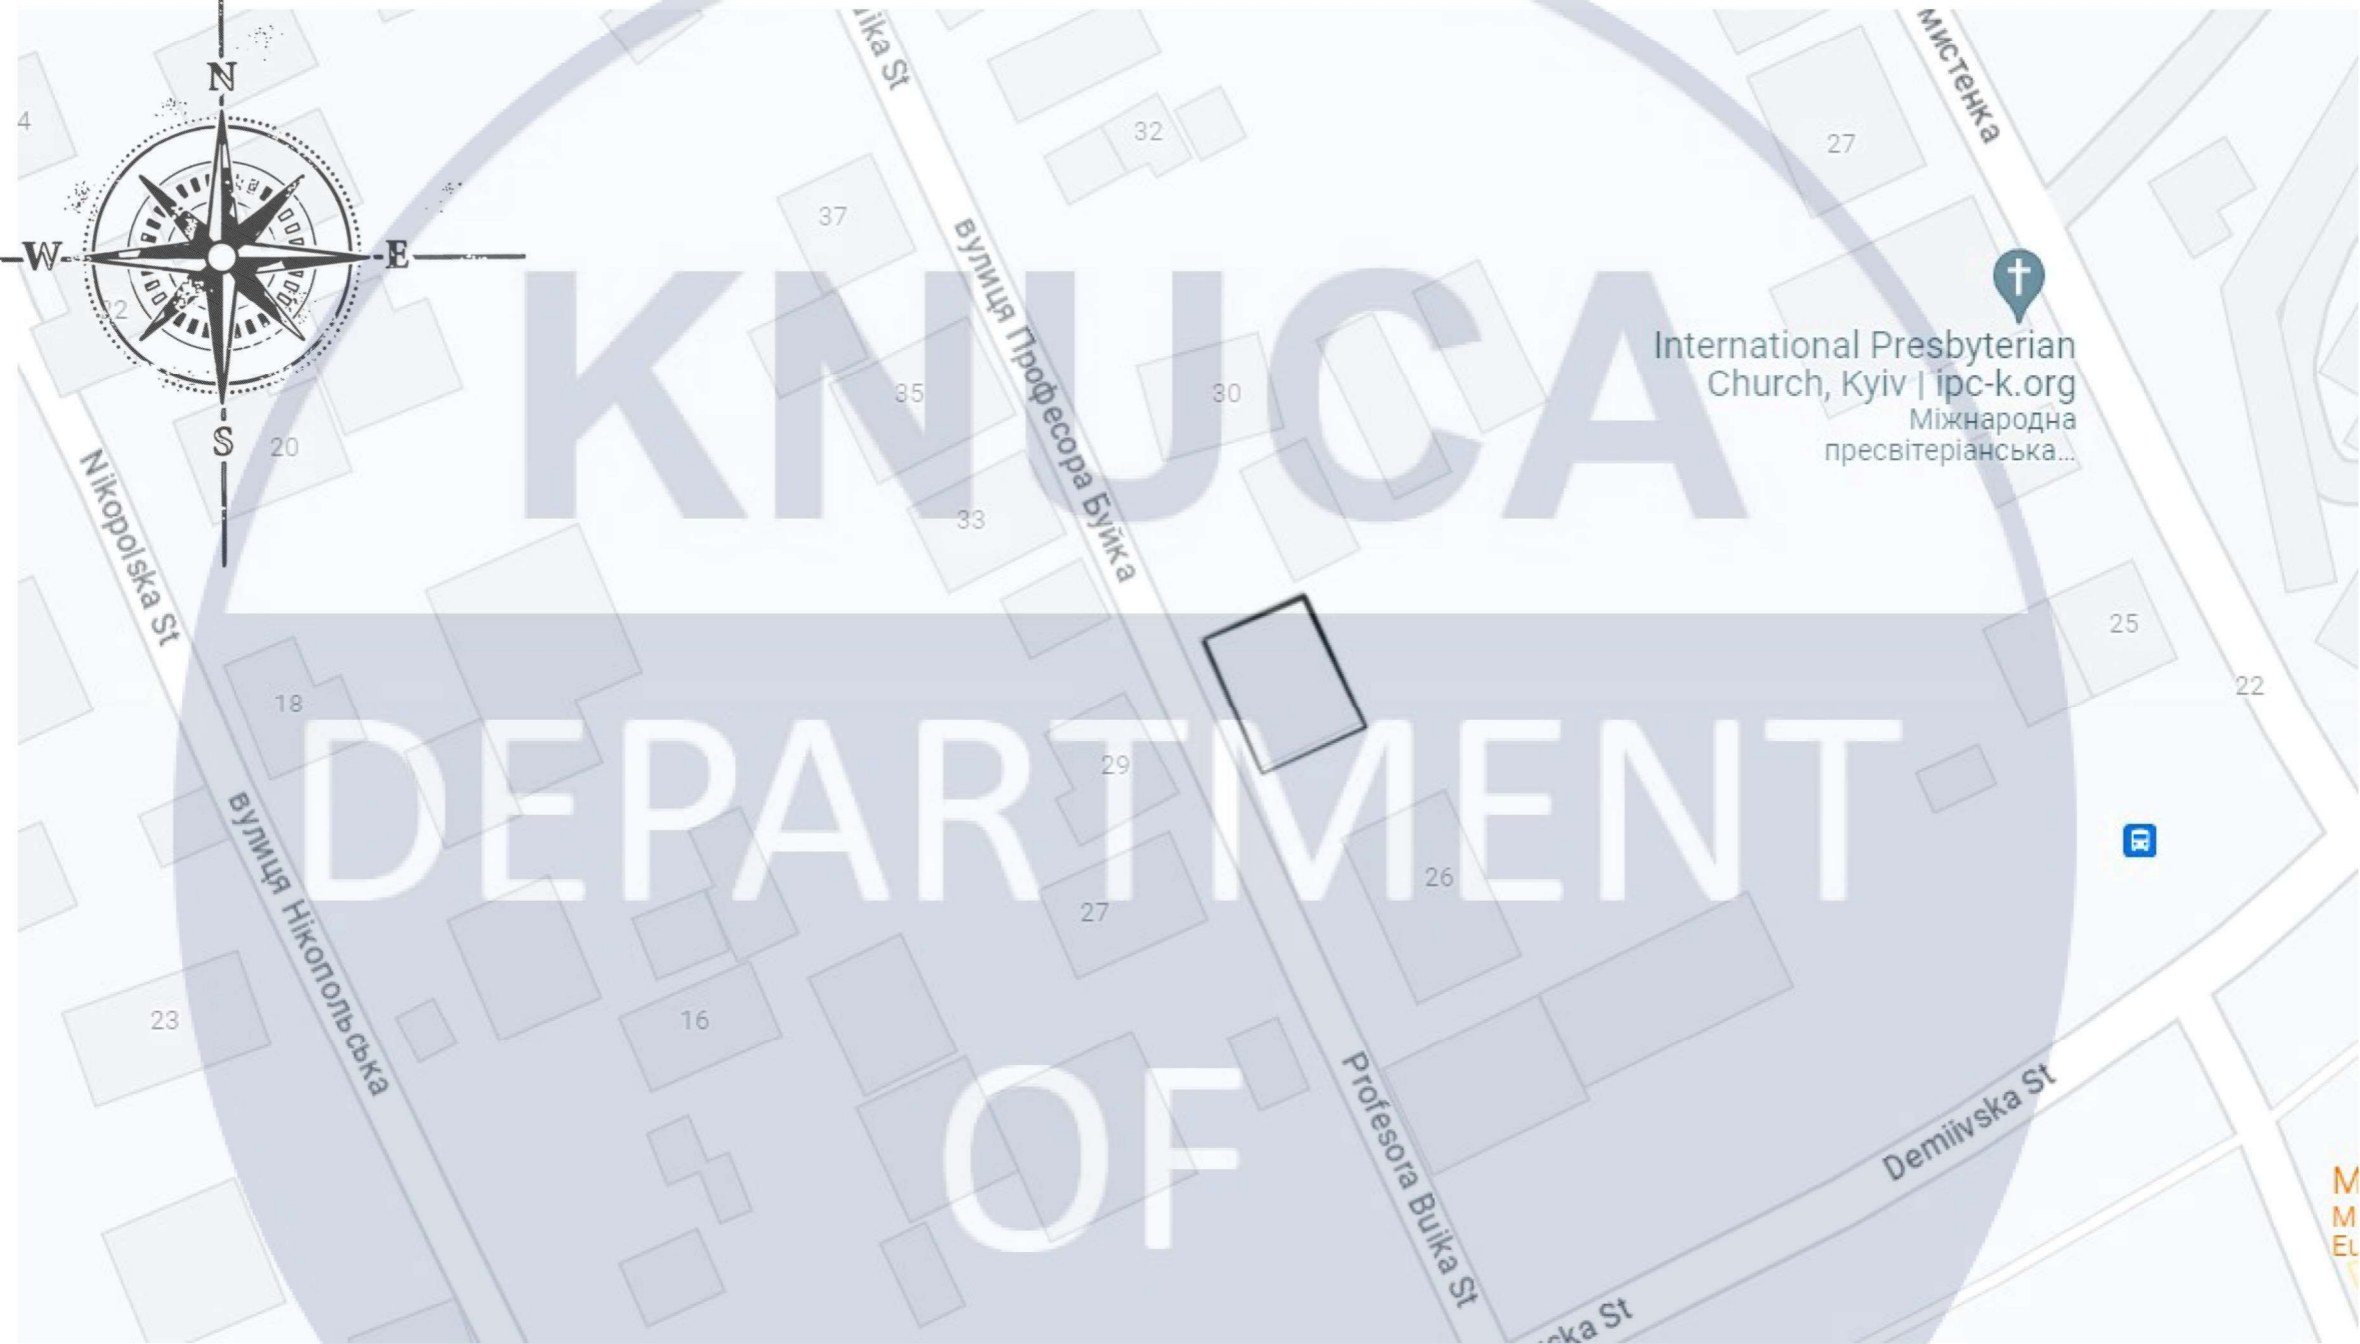 N
W
E
S
4
22
20
Nikopolska St
18
вулиця Нікопольська
23
16
ika St
32
37
вулиця Професора Буйка
35
30
33
29
27
26
Profesora Buika St
мистенка
27
International Presbyterian
Church, Kyiv | ipc-k.org
Міжнародна
пресвітеріанська...
25
22
Demiivska St
ska St
M
M
Eu
KNUCA
DEPARTMENT
OF